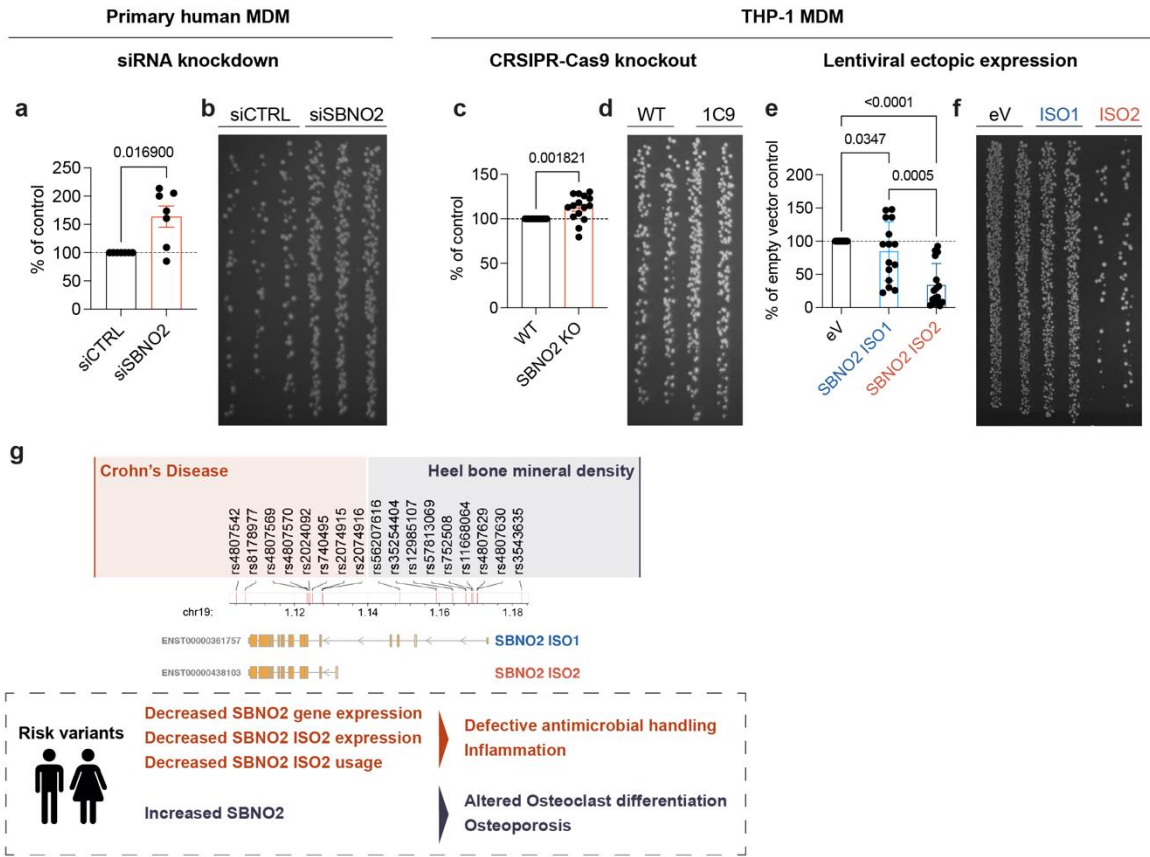 Primary human MDM
THP-1 MDM
siRNA knockdown
CRSIPR-Cas9 knockout
Lentiviral ectopic expression
a
% of control
250
200
150
100
50
0
0.016900
siCTRL
siSBNO2
b
siCTRL
siSBNO2
c
% of control
200
150
100
50
0
0.001821
WT
SBNO2 KO
d
WT
1C9
e
% of empty vector control
<0.0001
0.0347
0.0005
200
150
100
50
0
eV
SBNO2 ISO1
SBNO2 ISO2
f
eV
ISO1
ISO2
g
Crohn's Disease
Heel bone mineral density
rs4807542
rs8178977
rs4807569
rs4807570
rs2024092
rs740495
rs2074915
rs2074916
rs56207616
rs35254404
rs12985107
rs57813069
rs752508
rs11668064
rs4807629
rs4807630
rs3543635
chr19:
1.12
1.14
1.16
1.18
ENST00000361757
SBNO2 ISO1
ENST00000438103
SBNO2 ISO2
Risk variants
Decreased SBNO2 gene expression
Decreased SBNO2 ISO2 expression
Decreased SBNO2 ISO2 usage
Defective antimicrobial handling
Inflammation
Increased SBNO2
Altered Osteoclast differentiation
Osteoporosis